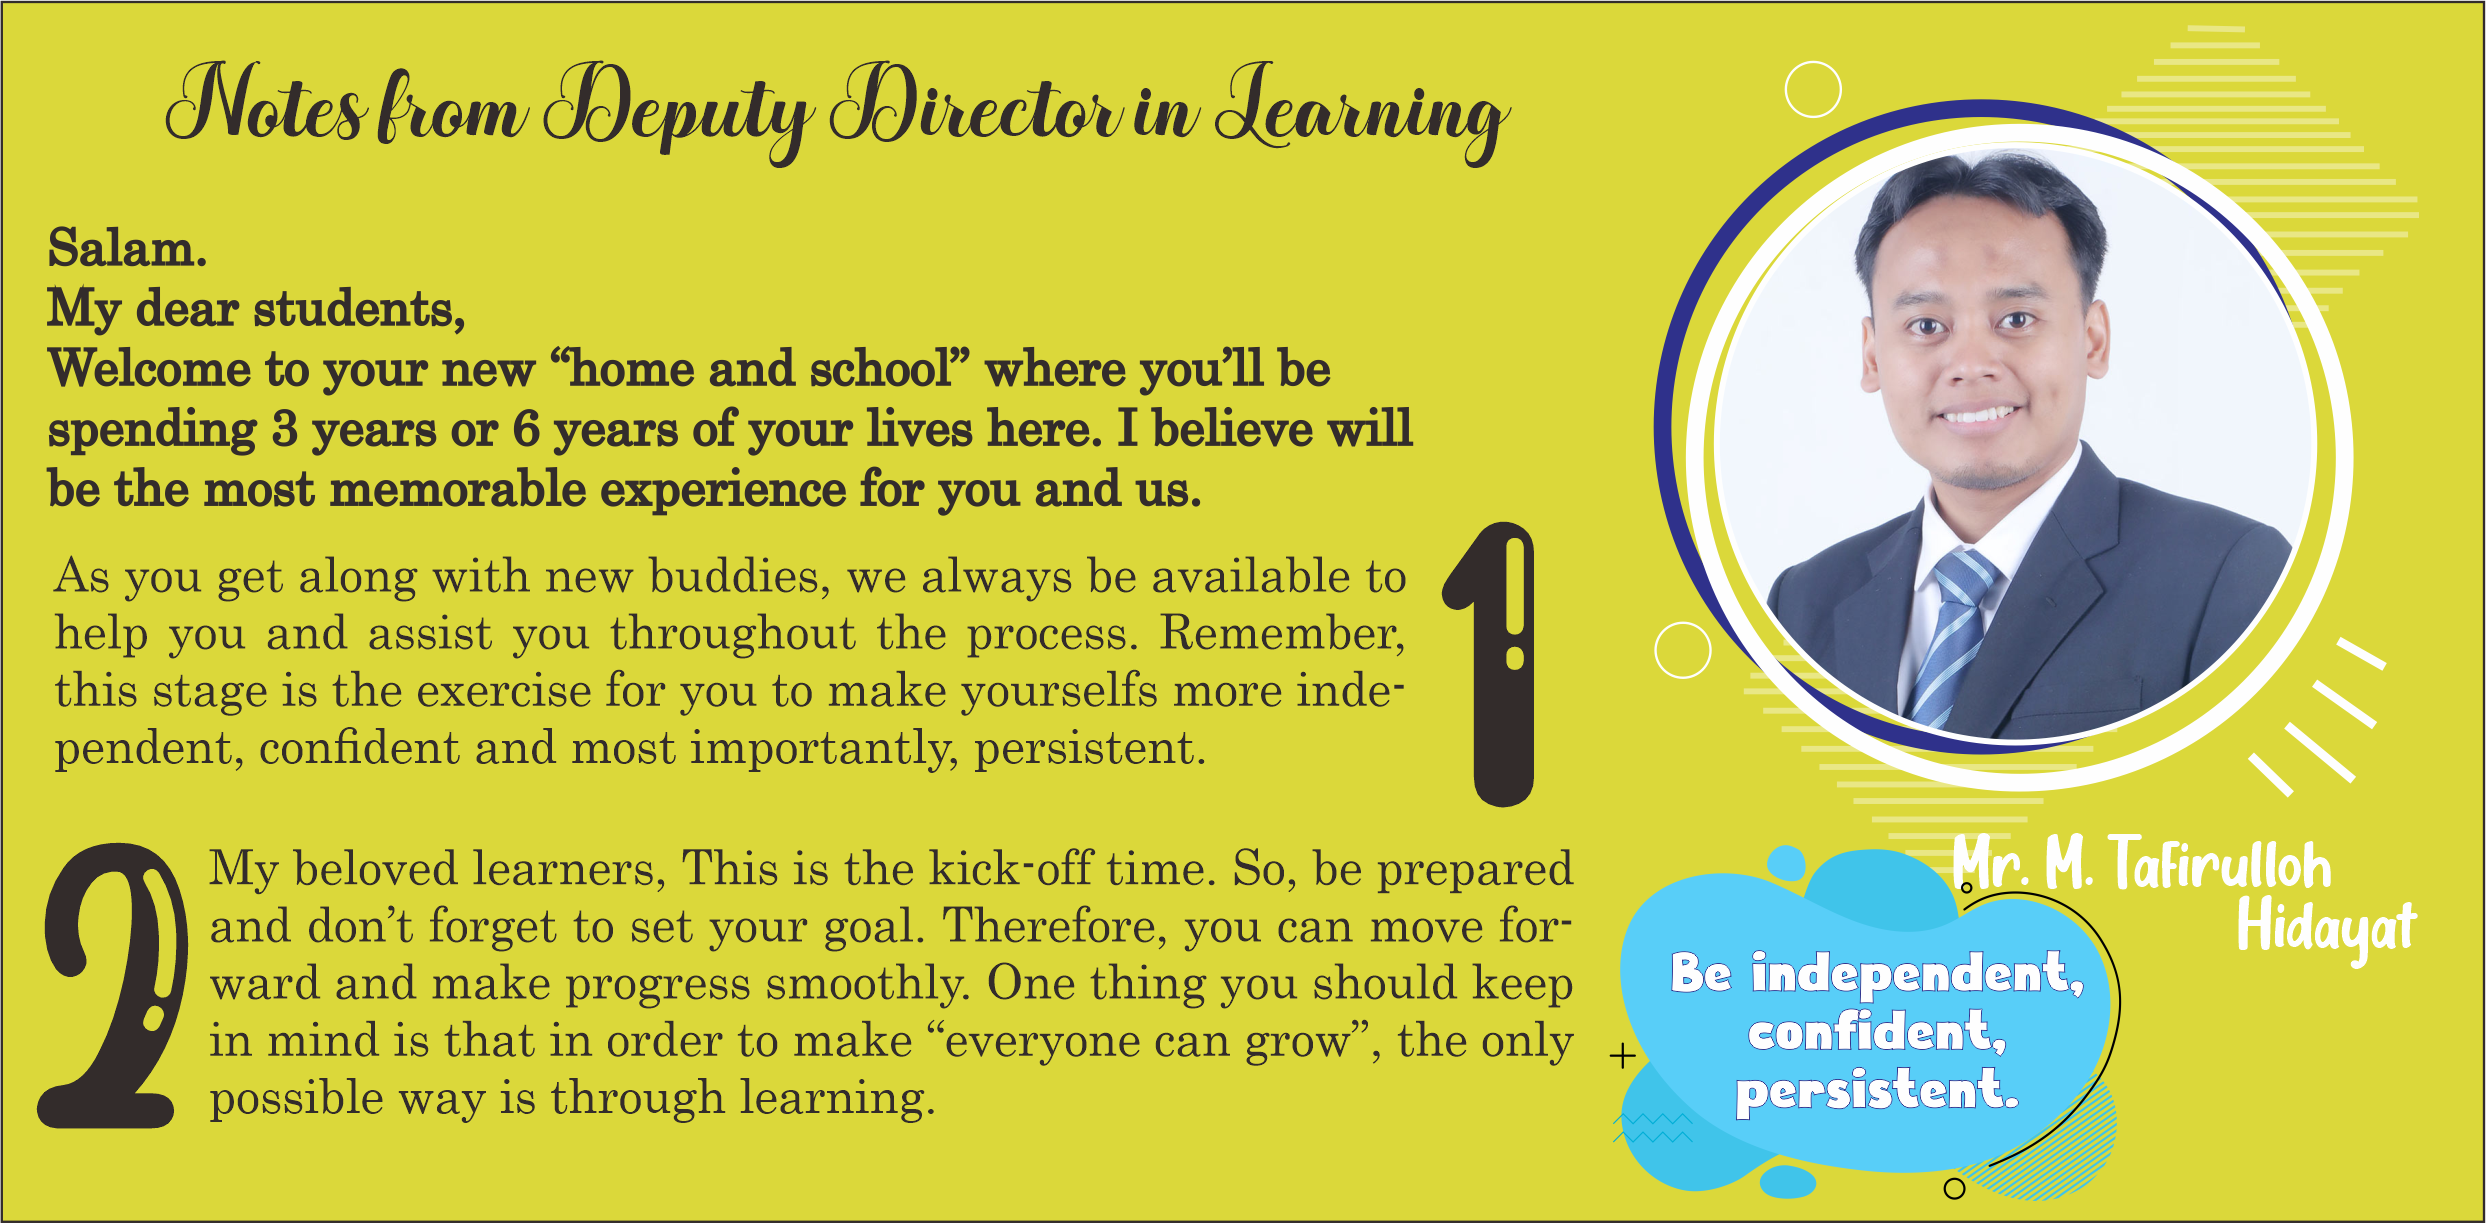 Notes from Deputy Director in Learning
Salam.
My dear students,
Welcome to your new “home and school” where you’ll be
spending 3 years or 6 years of your lives here. I believe will
be the most memorable experience for you and us.
1
As you get along with new buddies, we always be available to
help you and assist you throughout the process. Remember,
this stage is the exercise for you to make yourselfs more inde-
pendent, confident and most importantly, persistent.
2
My beloved learners, This is the kick-off time. So, be prepared
and don’t forget to set your goal. Therefore, you can move for-
ward and make progress smoothly. One thing you should keep
in mind is that in order to make “everyone can grow”, the only
possible way is through learning.
Mr. M. Tafirulloh
Hidayat
Be independent,
confident,
persistent.